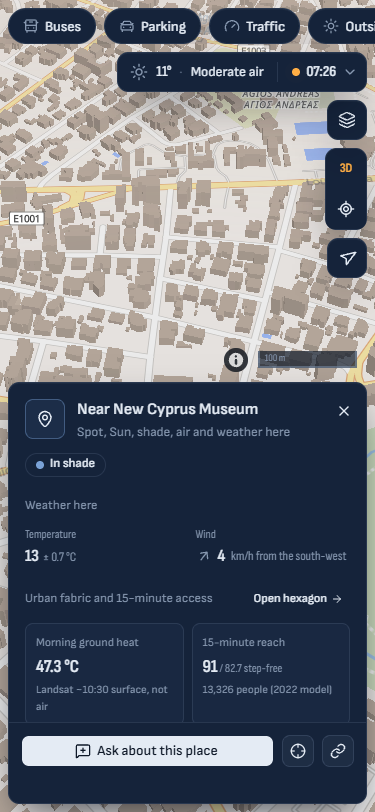 Buses
Parking
Traffic
Outsi
E1003
11°
·
Moderate air
07:26
ΑΓΙΟΣ ΑΝΔΡΕΑΣ
3D
E1001
100 m
Near New Cyprus Museum
Spot, Sun, shade, air and weather here
In shade
Weather here
Temperature
Wind
13 ± 0.7 °C
4 km/h from the south-west
Urban fabric and 15-minute access
Open hexagon →
Morning ground heat
15-minute reach
47.3 °C
91 / 82.7 step-free
Landsat ~10:30 surface, not
air
13,326 people (2022 model)
Ask about this place